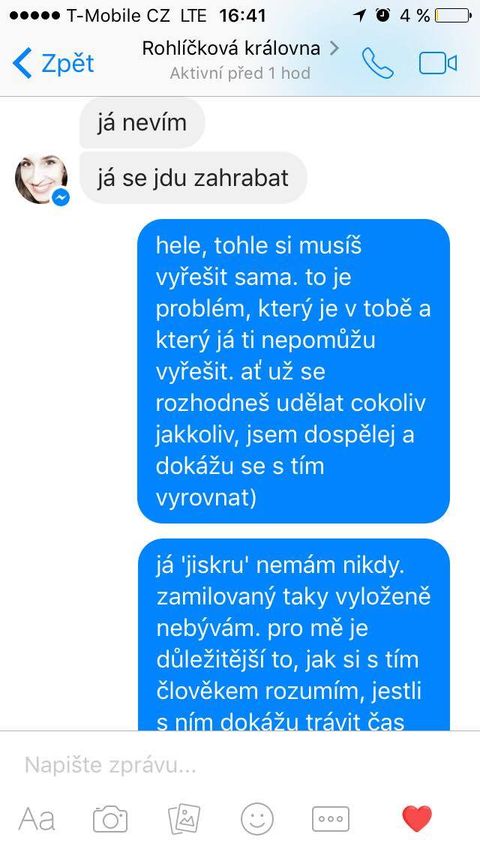 T-Mobile CZ LTE 16:41 4 %
Zpět
Rohlíčková královna
Aktivní před 1 hod
já nevím
já se jdu zahrabat
hele, tohle si musíš
vyřešit sama. to je
problém, který je v tobě a
který já ti nepomůžu
vyřešit. ať už se
rozhodneš udělat cokoliv
jakkoliv, jsem dospělej a
dokážu se s tím
vyrovnat)
já 'jiskru' nemám nikdy.
zamilovaný taky vyloženě
nebývám. pro mě je
důležitější to, jak si s tím
člověkem rozumím, jestli
s ním dokážu trávit čas
Napište zprávu...
Aa